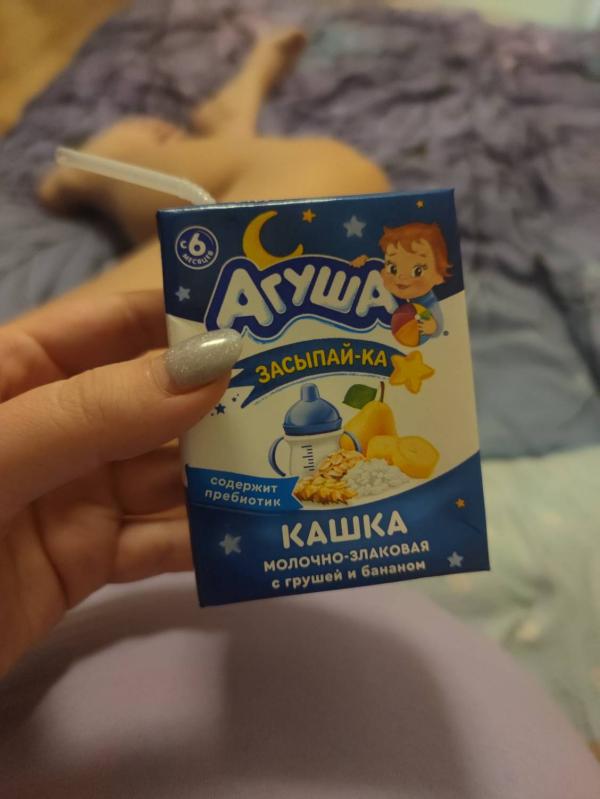 с 6
месяцев
Агуша
ЗАСЫПАЙ-КА
содержит
пребиотик
КАШКА
МОЛОЧНО-ЗЛАКОВАЯ
с грушей и бананом